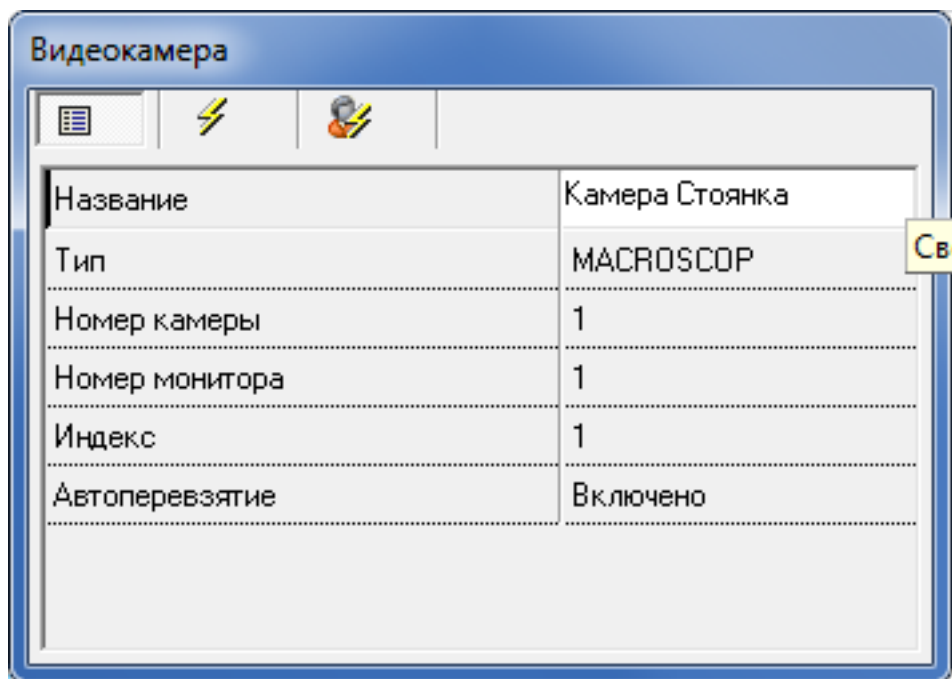 Видеокамера
Название Камера Стоянка
Тип MACROSCOP
Номер камеры 1
Номер монитора 1
Индекс 1
Автоперевзятие Включено